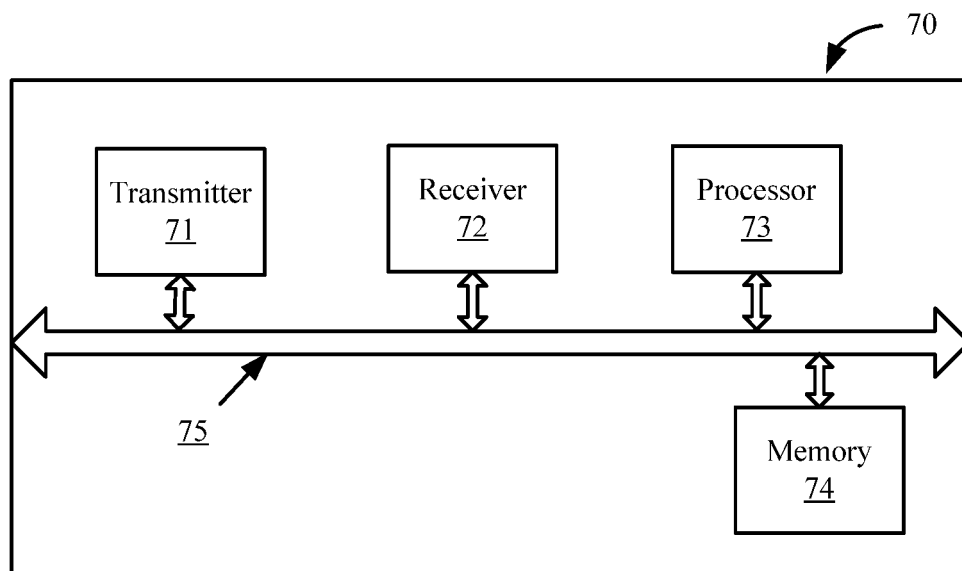 70
Transmitter
71
Receiver
72
Processor
73
75
Memory
74